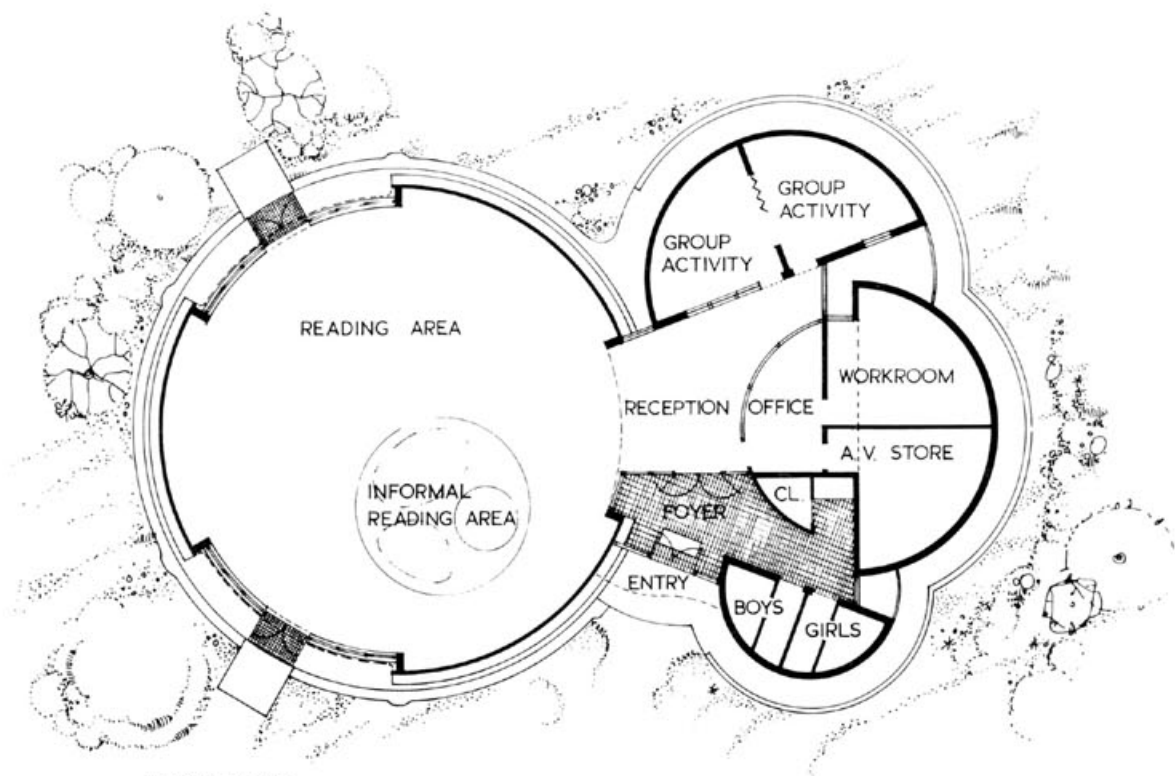 GROUP
ACTIVITY
GROUP
ACTIVITY
READING AREA
WORKROOM
RECEPTION
OFFICE
A.V. STORE
INFORMAL
READING AREA
CL.
FOYER
ENTRY
BOYS
GIRLS